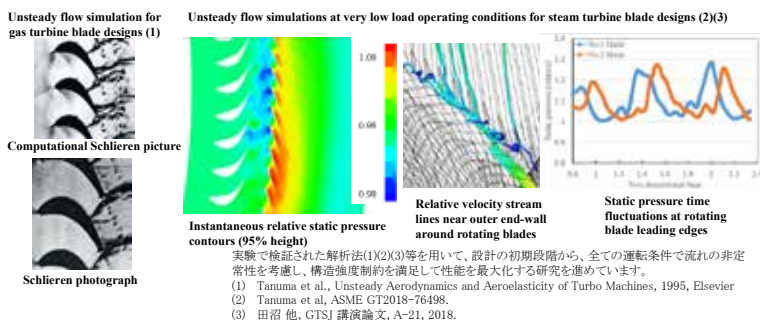 Unsteady flow simulation for
gas turbine blade designs (1)
Computational Schlieren picture
Schlieren photograph
Unsteady flow simulations at very low load operating conditions for steam turbine blade designs (2)(3)
1.08
0.96
0.98
Instantaneous relative static pressure
contours (95% height)
Relative velocity stream
lines near outer end-wall
around rotating blades
No.1 Blade
No.2 Blade
Static pressure time
fluctuations at rotating
blade leading edges
実験で検証された解析法(1)(2)(3)等を用いて、設計の初期段階から、全ての運転条件で流れの非定
常性を考慮し、構造強度制約を満足して性能を最大化する研究を進めています。
(1) Tanuma et al., Unsteady Aerodynamics and Aeroelasticity of Turbo Machines, 1995, Elsevier
(2) Tanuma et al, ASME GT2018-76498.
(3) 田沼 他, GTSJ 講演論文, A-21, 2018.